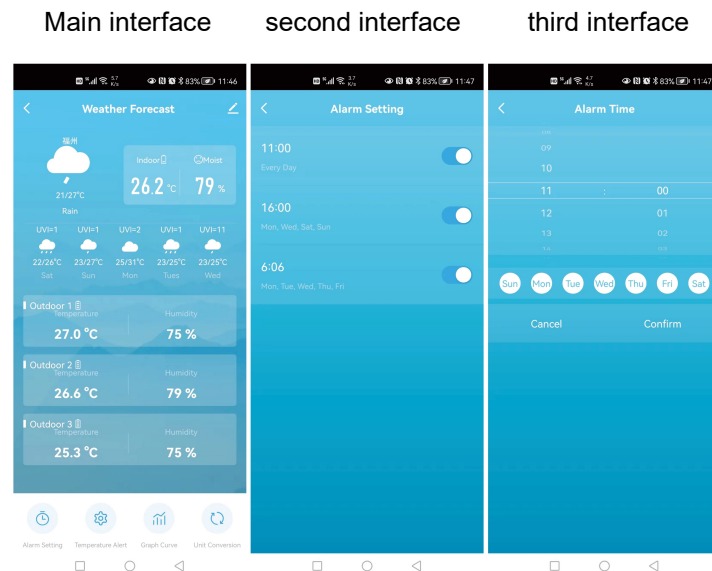 Main interface
second interface
third interface
3.7
K/s
83%
11:46
Weather Forecast
福州
21/27°C
Rain
Indoor
Moist
26.2 °C
79 %
UVI=1 UVI=1 UVI=2 UVI=1 UVI=11
22/26°C 23/27°C 25/31°C 23/25°C 23/25°C
Sat Sun Mon Tues Wed
Outdoor 1
Temperature Humidity
27.0 °C 75 %
Outdoor 2
Temperature Humidity
26.6 °C 79 %
Outdoor 3
Temperature Humidity
25.3 °C 75 %
Alarm Setting Temperature Alert Graph Curve Unit Conversion
3.7
K/s
83%
11:47
Alarm Setting
11:00
Every Day
16:00
Mon, Wed, Sat, Sun
6:06
Mon, Tue, Wed, Thu, Fri
4.7
K/s
83%
11:47
Alarm Time
09
10
11 : 00
12 01
13 02
Sun Mon Tue Wed Thu Fri Sat
Cancel Confirm